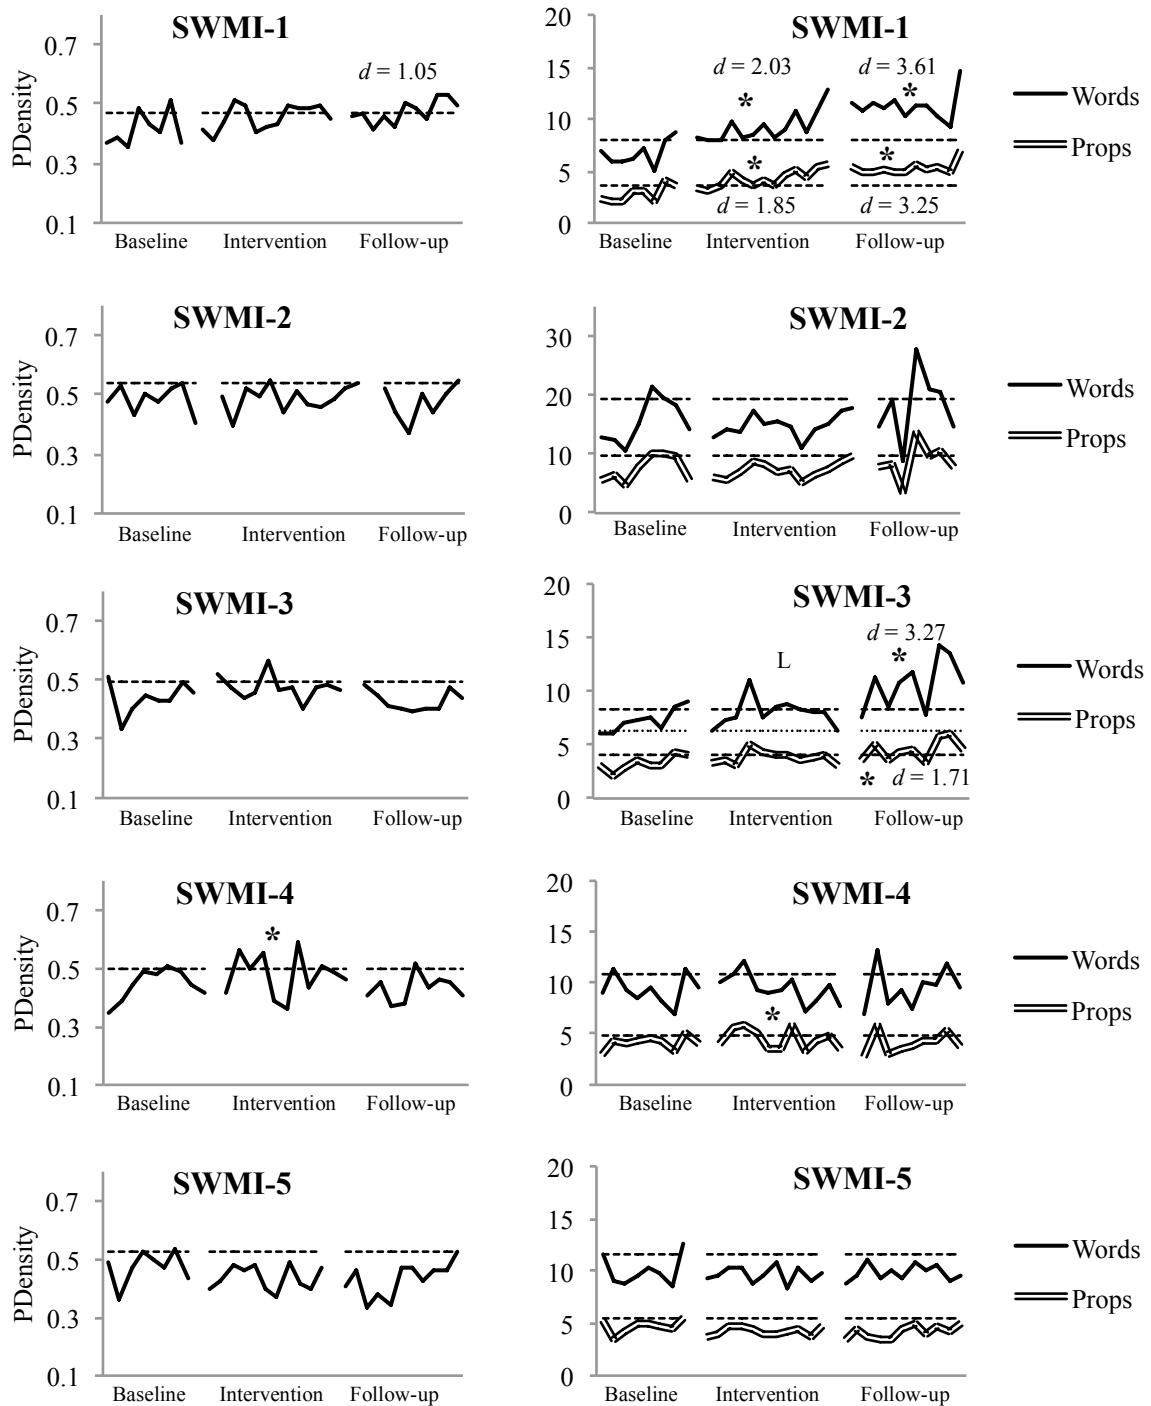 SWMI-1
0.7
d = 1.05
0.5
0.3
0.1
PDensity
Baseline Intervention Follow-up
SWMI-1
20
15
10
5
0
d = 2.03 d = 3.61
* *
* *
d = 1.85 d = 3.25
Baseline Intervention Follow-up
Words
Props
SWMI-2
0.7
0.5
0.3
0.1
PDensity
Baseline Intervention Follow-up
SWMI-2
30
20
10
0
Baseline Intervention Follow-up
Words
Props
SWMI-3
0.7
0.5
0.3
0.1
PDensity
Baseline Intervention Follow-up
SWMI-3
20
15
10
5
0
d = 3.27
L *
* d = 1.71
Baseline Intervention Follow-up
Words
Props
SWMI-4
0.7
*
0.5
0.3
0.1
PDensity
Baseline Intervention Follow-up
SWMI-4
20
15
10
5
0
*
Baseline Intervention Follow-up
Words
Props
SWMI-5
0.7
0.5
0.3
0.1
PDensity
Baseline Intervention Follow-up
SWMI-5
20
15
10
5
0
Baseline Intervention Follow-up
Words
Props